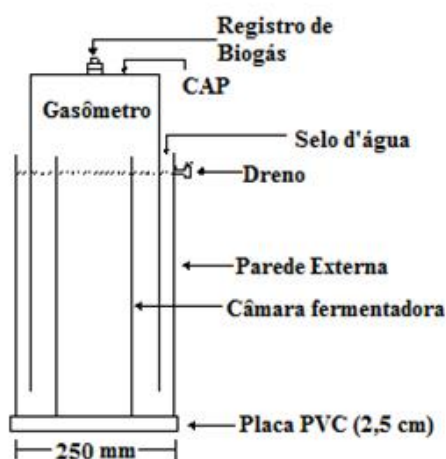 Registro de
Biogás
CAP
Gasômetro
Selo d'água
Dreno
Parede Externa
Câmara fermentadora
Placa PVC (2,5 cm)
250 mm